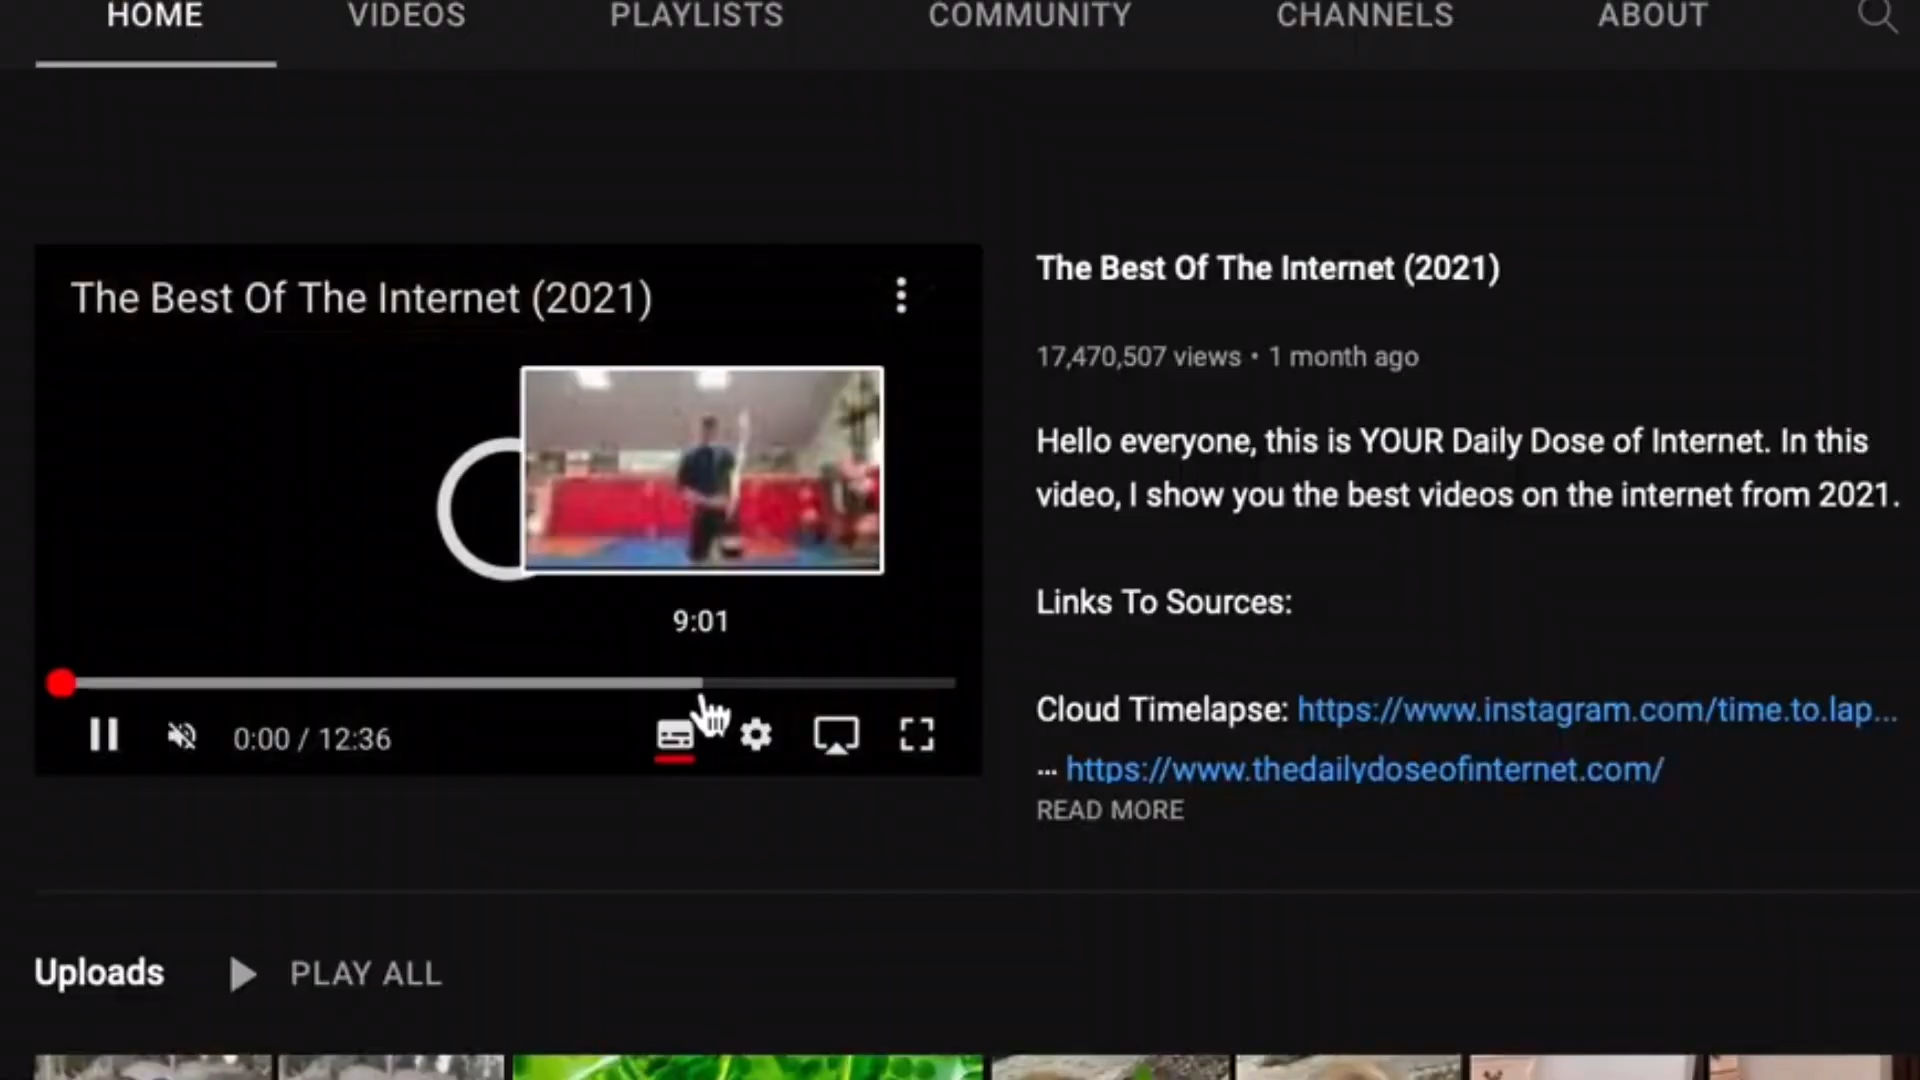 HOME VIDEOS PLAYLISTS COMMUNITY CHANNELS ABOUT
The Best Of The Internet (2021)
9:01
0:00 / 12:36
The Best Of The Internet (2021)
17,470,507 views • 1 month ago
Hello everyone, this is YOUR Daily Dose of Internet. In this
video, I show you the best videos on the internet from 2021.
Links To Sources:
Cloud Timelapse: https://www.instagram.com/time.to.lap...
... https://www.thedailydoseofinternet.com/
READ MORE
Uploads PLAY ALL